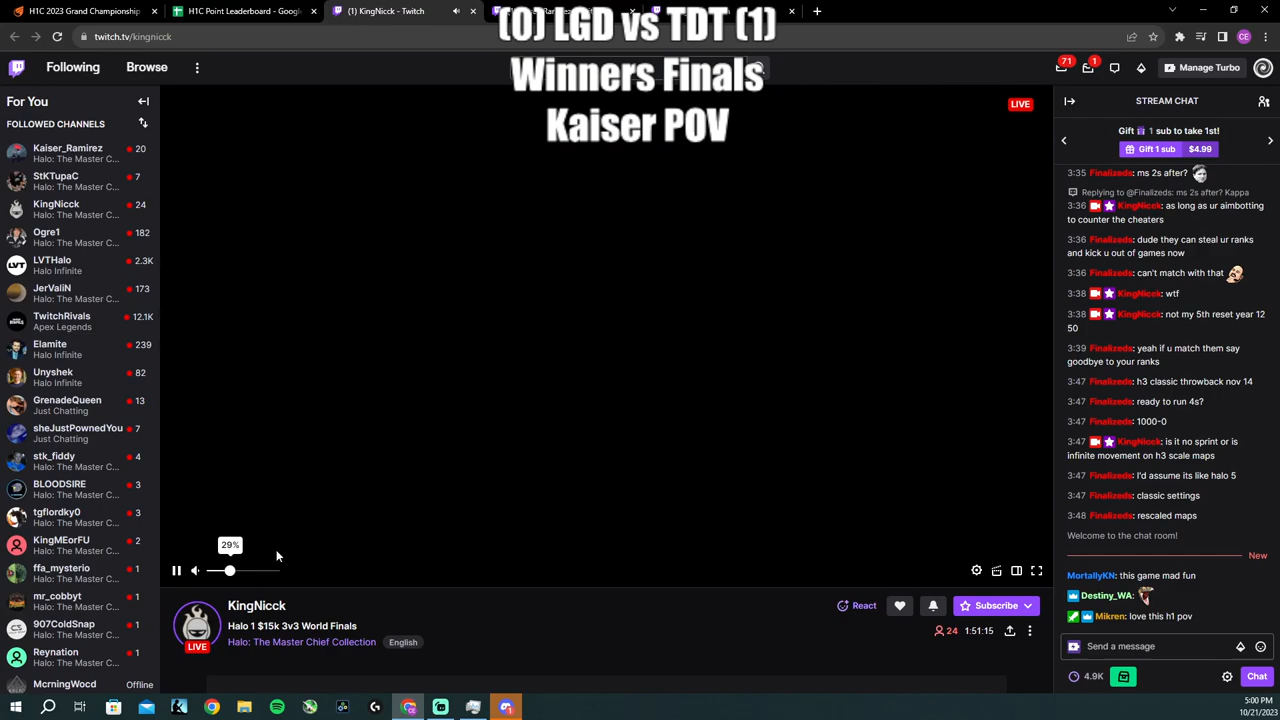 H1C 2023 Grand Championship
H1C Point Leaderboard - Google
(1) KingNicck - Twitch
(0) LGD vs TDT (1)
Winners Finals
Kaiser POV
twitch.tv/kingnicck
CE
Following
Browse
71
1
Manage Turbo
For You
FOLLOWED CHANNELS
Kaiser_Ramirez
20
Halo: The Master C...
StKTupaC
7
Halo: The Master C...
KingNicck
24
Halo: The Master C...
Ogre1
182
Halo: The Master C...
LVT
LVTHalo
2.3K
Halo Infinite
JerValiN
173
Halo: The Master C...
TwitchRivals
12.1K
Apex Legends
Elamite
239
Halo Infinite
Unyshek
82
Halo Infinite
GrenadeQueen
13
Just Chatting
sheJustPownedYou
7
Just Chatting
stk_fiddy
4
Halo: The Master C...
BLOODSIRE
3
Halo: The Master C...
tgflordky0
3
Halo: The Master C...
KingMEorFU
2
Halo: The Master C...
ffa_mysterio
1
Halo: The Master C...
mr_cobbyt
1
Halo: The Master C...
907ColdSnap
1
Halo: The Master C...
Reynation
1
Halo: The Master C...
McrningWocd
Offline
Halo: The Master C...
LIVE
29%
KingNicck
Halo 1 $15k 3v3 World Finals
Halo: The Master Chief Collection
English
LIVE
React
Subscribe
24
1:51:15
STREAM CHAT
Gift 1 sub to take 1st!
Gift 1 sub
$4.99
3:35 Finalizeds: ms 2s after?
Replying to @Finalizeds: ms 2s after? Kappa
3:36 KingNicck: as long as ur aimbotting
to counter the cheaters
3:36 Finalizeds: dude they can steal ur ranks
and kick u out of games now
3:36 Finalizeds: can't match with that
3:38 KingNicck: wtf
3:38 KingNicck: not my 5th reset year 12
50
3:39 Finalizeds: yeah if u match them say
goodbye to your ranks
3:47 Finalizeds: h3 classic throwback nov 14
3:47 Finalizeds: ready to run 4s?
3:47 Finalizeds: 1000-0
3:47 KingNicck: is it no sprint or is
infinite movement on h3 scale maps
3:47 Finalizeds: I'd assume its like halo 5
3:47 Finalizeds: classic settings
3:48 Finalizeds: rescaled maps
Welcome to the chat room!
New
MortallyKN: this game mad fun
Destiny_WA:
Mikren: love this h1 pov
Send a message
4.9K
Chat
5:00 PM
10/21/2023